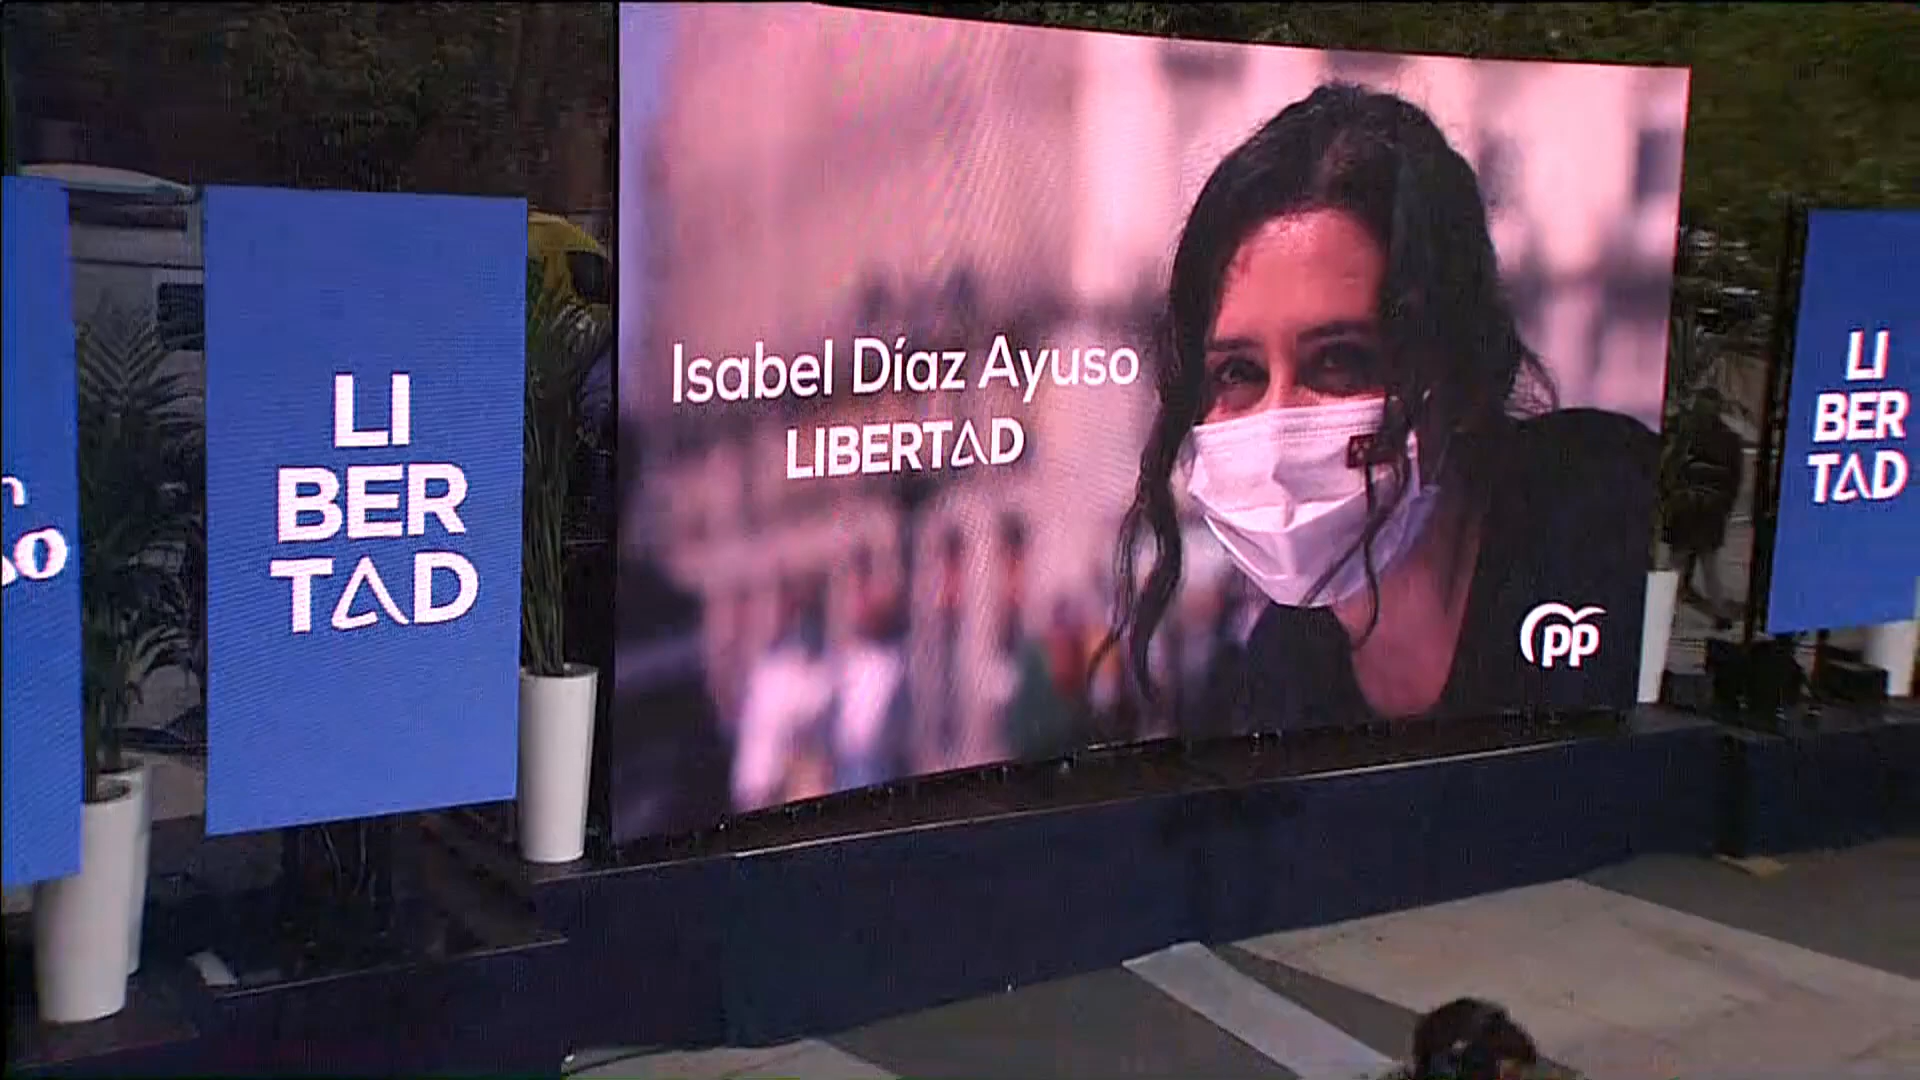 LI
BER
TAD
Isabel Díaz Ayuso
LIBERTAD
pp
LI
BER
TAD